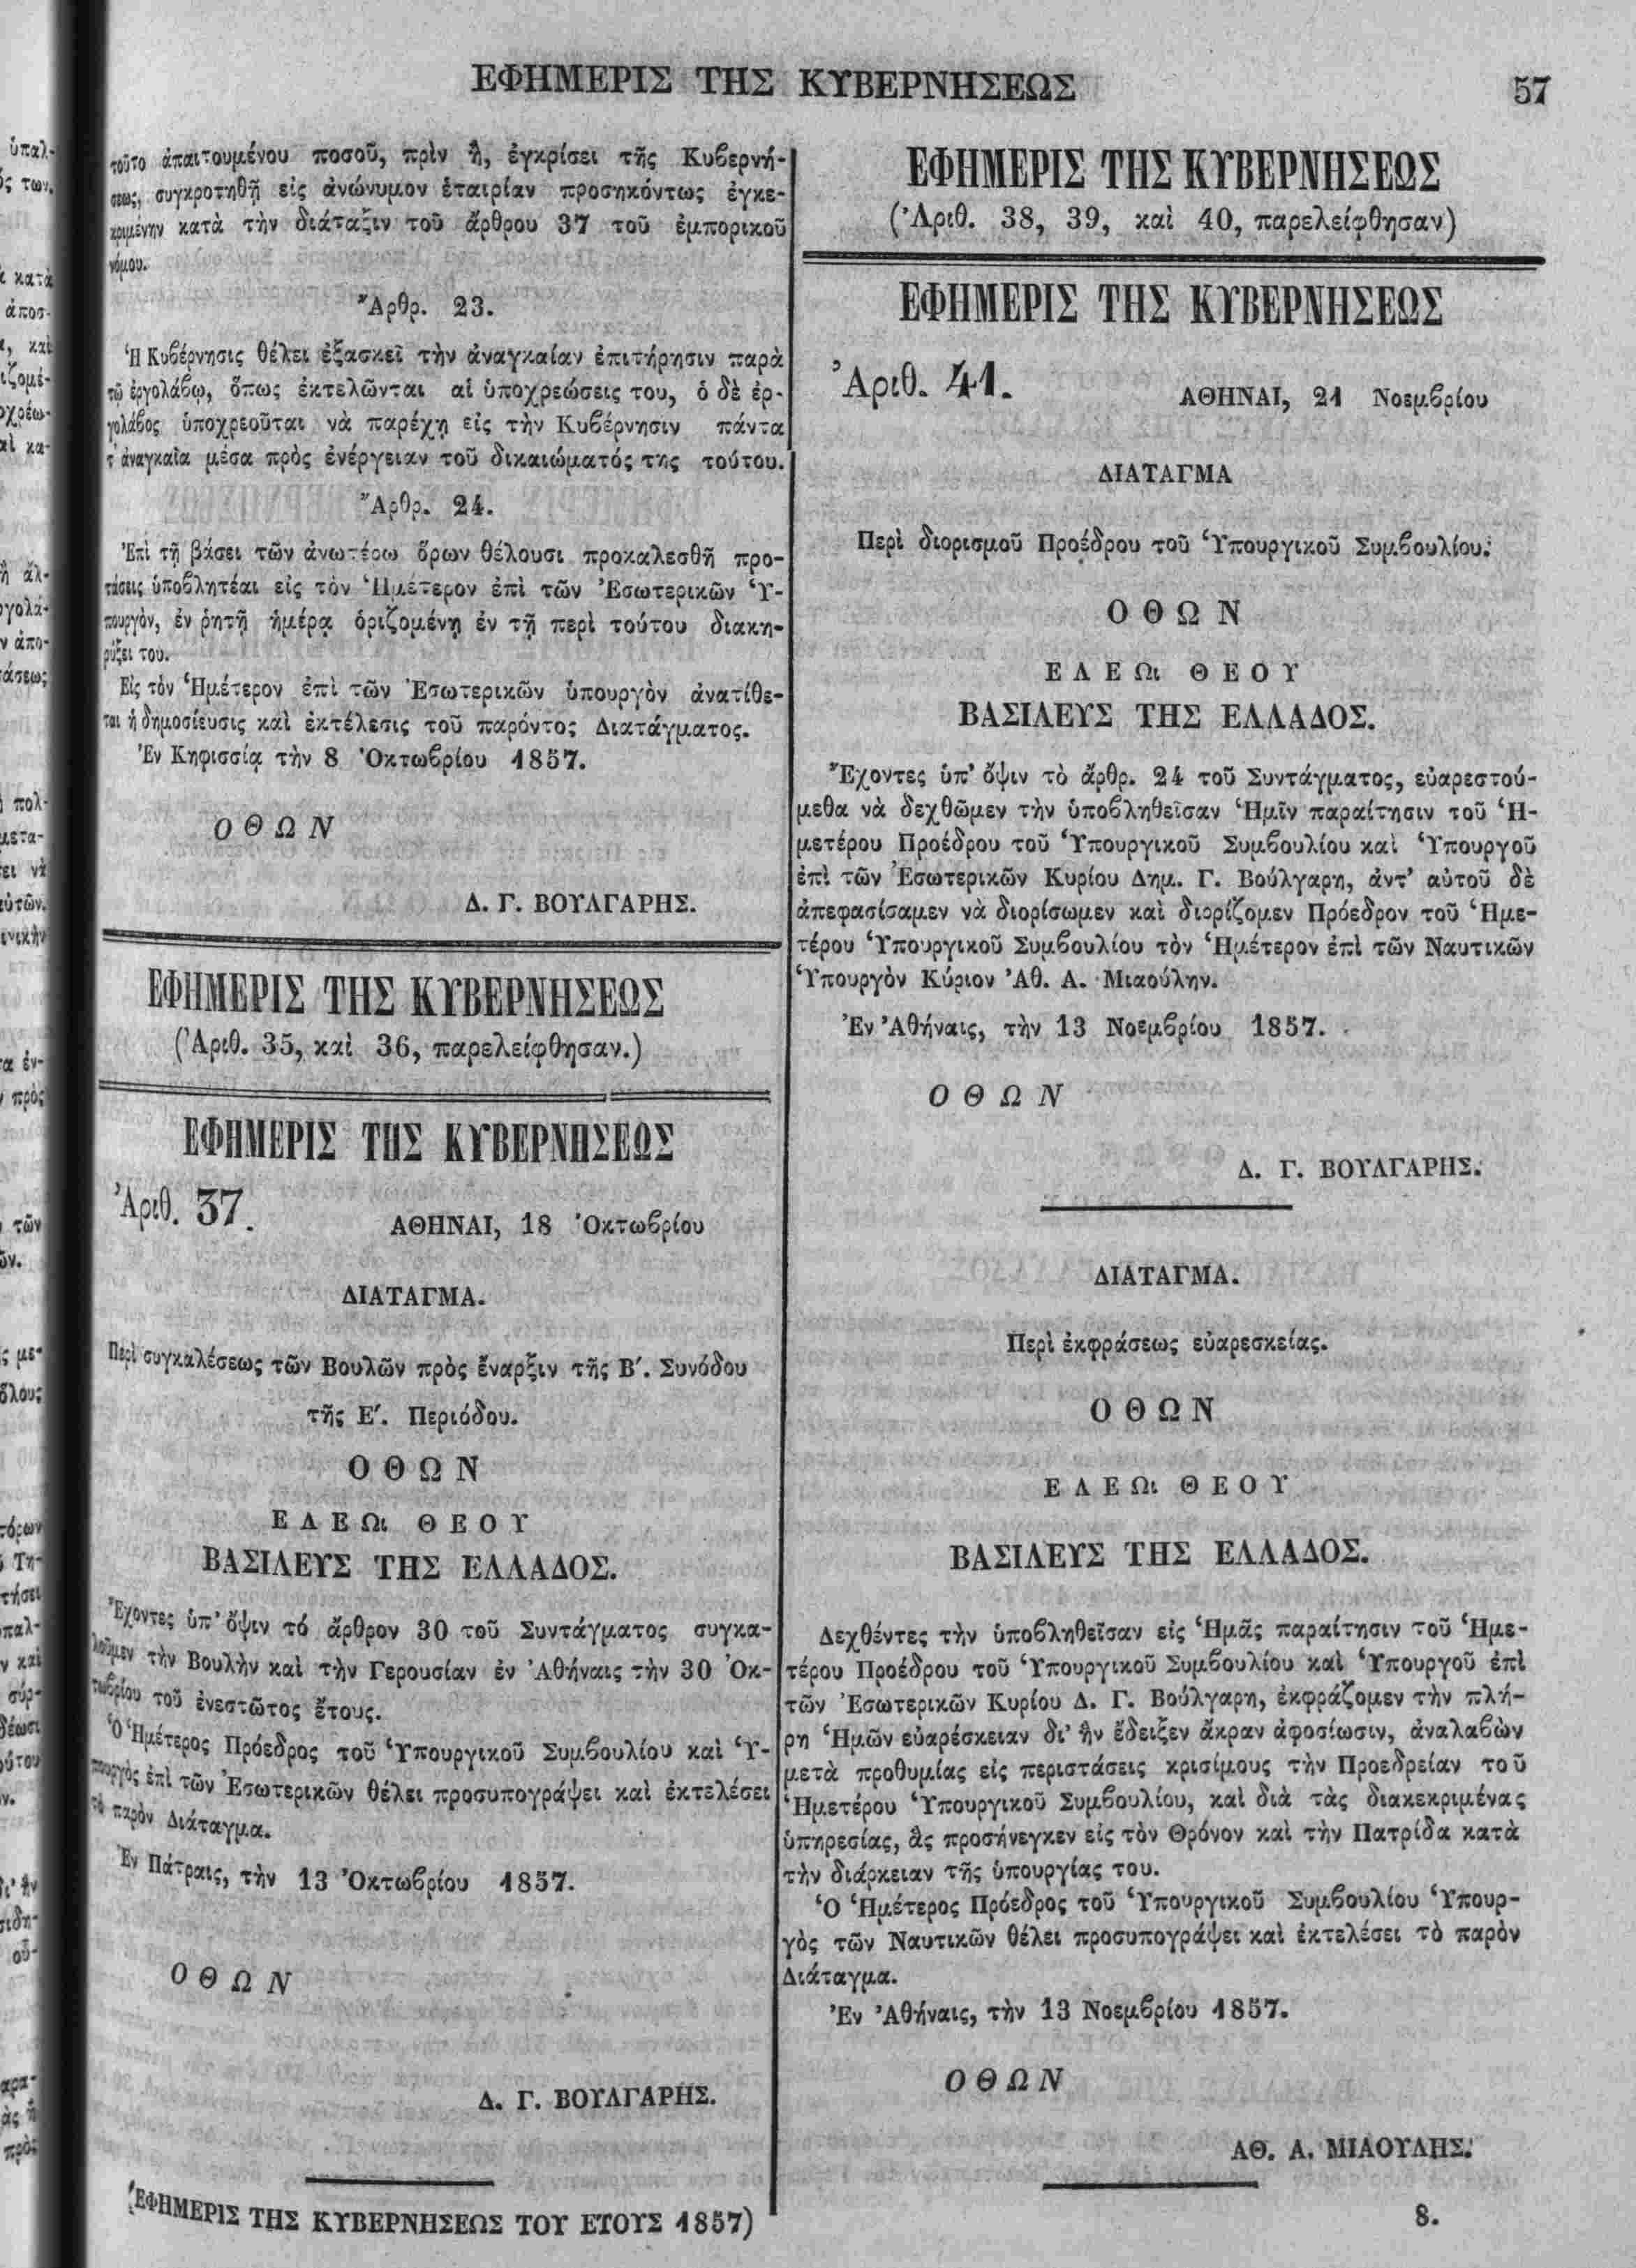 ΕΦΗΜΕΡΙΣ ΤΗΣ ΚΥΒΕΡΝΗΣΕΩΣ 57
τοῦτο ἀπαιτουμένου ποσοῦ, πρὶν ἢ, ἐγκρίσει τῆς Κυβερνή-
σεως, συγκροτηθῇ εἰς ἀνώνυμον ἑταιρίαν προσηκόντως ἐγκε-
κριμένην κατὰ τὴν διάταξιν τοῦ ἄρθρου 37 τοῦ ἐμπορικοῦ
νόμου.
Ἄρθρ. 23.
Ἡ Κυβέρνησις θέλει ἐξασκεῖ τὴν ἀναγκαίαν ἐπιτήρησιν παρὰ
τῷ ἐργολάβῳ, ὅπως ἐκτελῶνται αἱ ὑποχρεώσεις του, ὁ δὲ ἐρ-
γολάβος ὑποχρεοῦται νὰ παρέχῃ εἰς τὴν Κυβέρνησιν πάντα
τ' ἀναγκαῖα μέσα πρὸς ἐνέργειαν τοῦ δικαιώματός της τούτου.
Ἄρθρ. 24.
Ἐπὶ τῇ βάσει τῶν ἀνωτέρω ὅρων θέλουσι προκαλεσθῆ προ-
τάσεις ὑποβλητέαι εἰς τὸν Ἡμέτερον ἐπὶ τῶν Ἐσωτερικῶν Ὑ-
πουργὸν, ἐν ῥητῇ ἡμέρᾳ ὁριζομένῃ ἐν τῇ περὶ τούτου διακη-
ρύξει του.
Εἰς τὸν Ἡμέτερον ἐπὶ τῶν Ἐσωτερικῶν ὑπουργὸν ἀνατίθε-
ται ἡ δημοσίευσις καὶ ἐκτέλεσις τοῦ παρόντος Διατάγματος.
Ἐν Κηφισσίᾳ τὴν 8 Ὀκτωβρίου 1857.
ΟΘΩΝ
Δ. Γ. ΒΟΥΛΓΑΡΗΣ.
ΕΦΗΜΕΡΙΣ ΤΗΣ ΚΥΒΕΡΝΗΣΕΩΣ
(Ἀριθ. 35, καὶ 36, παρελείφθησαν.)
ΕΦΗΜΕΡΙΣ ΤΗΣ ΚΥΒΕΡΝΗΣΕΩΣ
Ἀριθ. 37.
ΑΘΗΝΑΙ, 18 Ὀκτωβρίου
ΔΙΑΤΑΓΜΑ.
Περὶ συγκαλέσεως τῶν Βουλῶν πρὸς ἔναρξιν τῆς Β΄. Συνόδου
τῆς Ε΄. Περιόδου.
ΟΘΩΝ
ΕΛΕΩι ΘΕΟΥ
ΒΑΣΙΛΕΥΣ ΤΗΣ ΕΛΛΑΔΟΣ.
Ἔχοντες ὑπ' ὄψιν τό ἄρθρον 30 τοῦ Συντάγματος συγκα-
λοῦμεν τὴν Βουλὴν καὶ τὴν Γερουσίαν ἐν Ἀθήναις τὴν 30 Ὀκ-
τωβρίου τοῦ ἐνεστῶτος ἔτους.
Ὁ Ἡμέτερος Πρόεδρος τοῦ Ὑπουργικοῦ Συμβουλίου καὶ Ὑ-
πουργὸς ἐπὶ τῶν Ἐσωτερικῶν θέλει προσυπογράψει καὶ ἐκτελέσει
τὸ παρὸν Διάταγμα.
Ἐν Πάτραις, τὴν 13 Ὀκτωβρίου 1857.
ΟΘΩΝ
Δ. Γ. ΒΟΥΛΓΑΡΗΣ.
(ΕΦΗΜΕΡΙΣ ΤΗΣ ΚΥΒΕΡΝΗΣΕΩΣ ΤΟΥ ΕΤΟΥΣ 1857)
ΕΦΗΜΕΡΙΣ ΤΗΣ ΚΥΒΕΡΝΗΣΕΩΣ
(Ἀριθ. 38, 39, καὶ 40, παρελείφθησαν)
ΕΦΗΜΕΡΙΣ ΤΗΣ ΚΥΒΕΡΝΗΣΕΩΣ
Ἀριθ. 41.
ΑΘΗΝΑΙ, 21 Νοεμβρίου
ΔΙΑΤΑΓΜΑ
Περὶ διορισμοῦ Προέδρου τοῦ Ὑπουργικοῦ Συμβουλίου.
ΟΘΩΝ
ΕΛΕΩι ΘΕΟΥ
ΒΑΣΙΛΕΥΣ ΤΗΣ ΕΛΛΑΔΟΣ.
Ἔχοντες ὑπ' ὄψιν τὸ ἄρθρ. 24 τοῦ Συντάγματος, εὐαρεστού-
μεθα νὰ δεχθῶμεν τὴν ὑποβληθεῖσαν Ἡμῖν παραίτησιν τοῦ Ἡ-
μετέρου Προέδρου τοῦ Ὑπουργικοῦ Συμβουλίου καὶ Ὑπουργοῦ
ἐπὶ τῶν Ἐσωτερικῶν Κυρίου Δημ. Γ. Βούλγαρη, ἀντ' αὐτοῦ δὲ
ἀπεφασίσαμεν νὰ διορίσωμεν καὶ διορίζομεν Πρόεδρον τοῦ Ἡμε-
τέρου Ὑπουργικοῦ Συμβουλίου τὸν Ἡμέτερον ἐπὶ τῶν Ναυτικῶν
Ὑπουργὸν Κύριον Ἀθ. Α. Μιαούλην.
Ἐν Ἀθήναις, τὴν 13 Νοεμβρίου 1857.
ΟΘΩΝ
Δ. Γ. ΒΟΥΛΓΑΡΗΣ.
ΔΙΑΤΑΓΜΑ.
Περὶ ἐκφράσεως εὐαρεσκείας.
ΟΘΩΝ
ΕΛΕΩι ΘΕΟΥ
ΒΑΣΙΛΕΥΣ ΤΗΣ ΕΛΛΑΔΟΣ.
Δεχθέντες τὴν ὑποβληθεῖσαν εἰς Ἡμᾶς παραίτησιν τοῦ Ἡμε-
τέρου Προέδρου τοῦ Ὑπουργικοῦ Συμβουλίου καὶ Ὑπουργοῦ ἐπὶ
τῶν Ἐσωτερικῶν Κυρίου Δ. Γ. Βούλγαρη, ἐκφράζομεν τὴν πλή-
ρη Ἡμῶν εὐαρέσκειαν δι' ἣν ἔδειξεν ἄκραν ἀφοσίωσιν, ἀναλαβὼν
μετὰ προθυμίας εἰς περιστάσεις κρισίμους τὴν Προεδρείαν τοῦ
Ἡμετέρου Ὑπουργικοῦ Συμβουλίου, καὶ διὰ τὰς διακεκριμένας
ὑπηρεσίας, ἃς προσήνεγκεν εἰς τὸν Θρόνον καὶ τὴν Πατρίδα κατὰ
τὴν διάρκειαν τῆς ὑπουργίας του.
Ὁ Ἡμέτερος Πρόεδρος τοῦ Ὑπουργικοῦ Συμβουλίου Ὑπουρ-
γὸς τῶν Ναυτικῶν θέλει προσυπογράψει καὶ ἐκτελέσει τὸ παρὸν
Διάταγμα.
Ἐν Ἀθήναις, τὴν 13 Νοεμβρίου 1857.
ΟΘΩΝ
ΑΘ. Α. ΜΙΑΟΥΛΗΣ.
8.